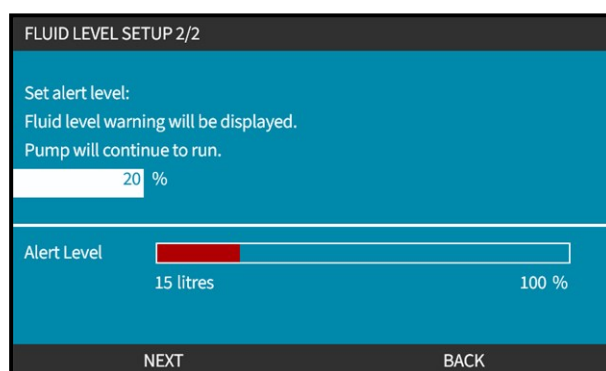 FLUID LEVEL SETUP 2/2
Set alert level:
Fluid level warning will be displayed.
Pump will continue to run.
20 %
Alert Level
15 litres 100 %
NEXT BACK